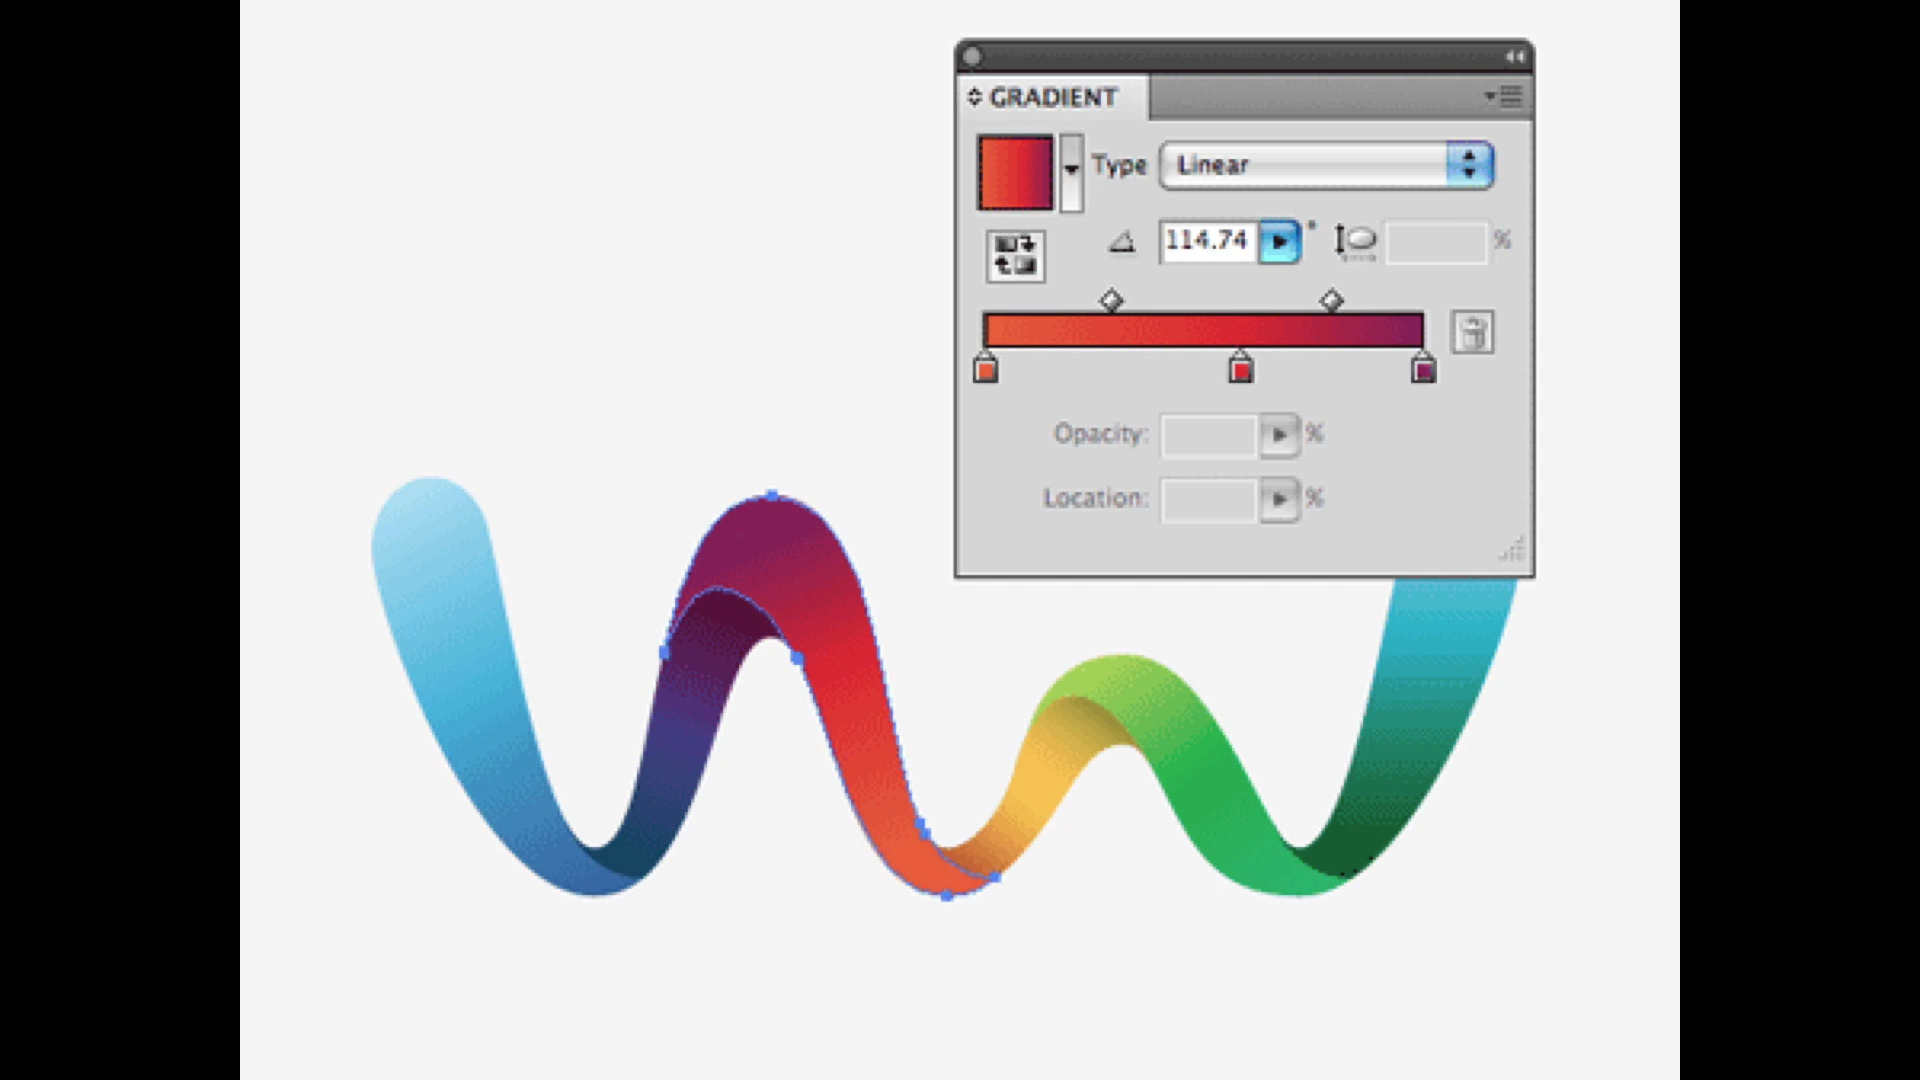 GRADIENT
Type Linear
114.74 ° %
Opacity: %
Location: %